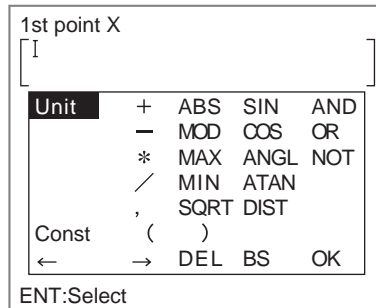 1st point X
[ ]
Unit + ABS SIN AND
− MOD COS OR
* MAX ANGL NOT
／ MIN ATAN
, SQRT DIST
Const ( )
← → DEL BS OK
ENT:Select